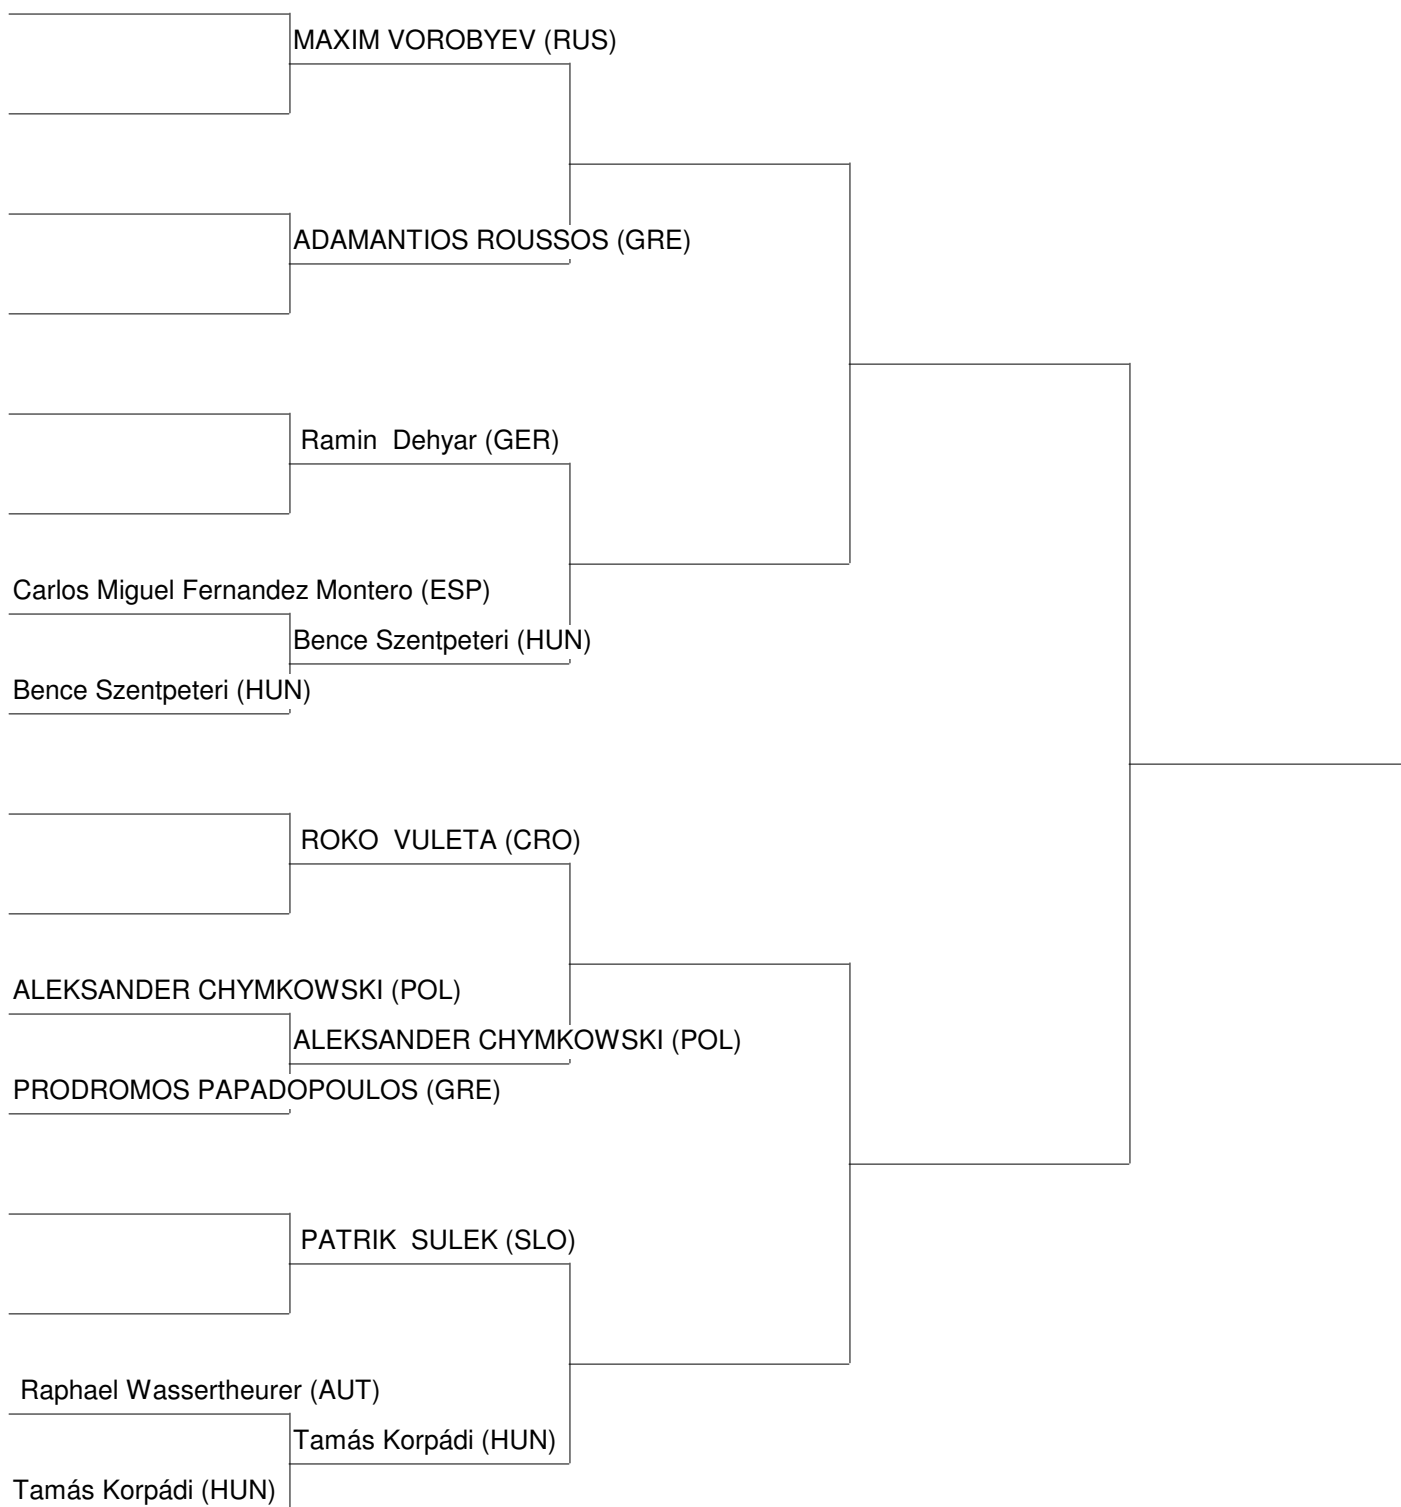 MAXIM VOROBYEV (RUS)
ADAMANTIOS ROUSSOS (GRE)
Ramin  Dehyar (GER)
Carlos Miguel Fernandez Montero (ESP)
Bence Szentpeteri (HUN)
Bence Szentpeteri (HUN)
ROKO  VULETA (CRO)
ALEKSANDER CHYMKOWSKI (POL)
ALEKSANDER CHYMKOWSKI (POL)
PRODROMOS PAPADOPOULOS (GRE)
PATRIK  SULEK (SLO)
Raphael Wassertheurer (AUT)
Tamás Korpádi (HUN)
Tamás Korpádi (HUN)